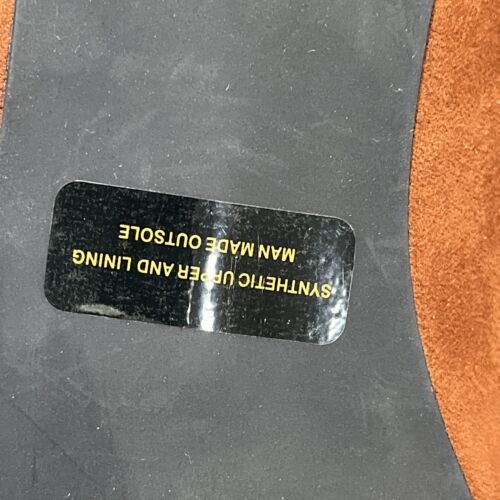 SYNTHETIC UPPER AND LINING
MAN MADE OUTSOLE